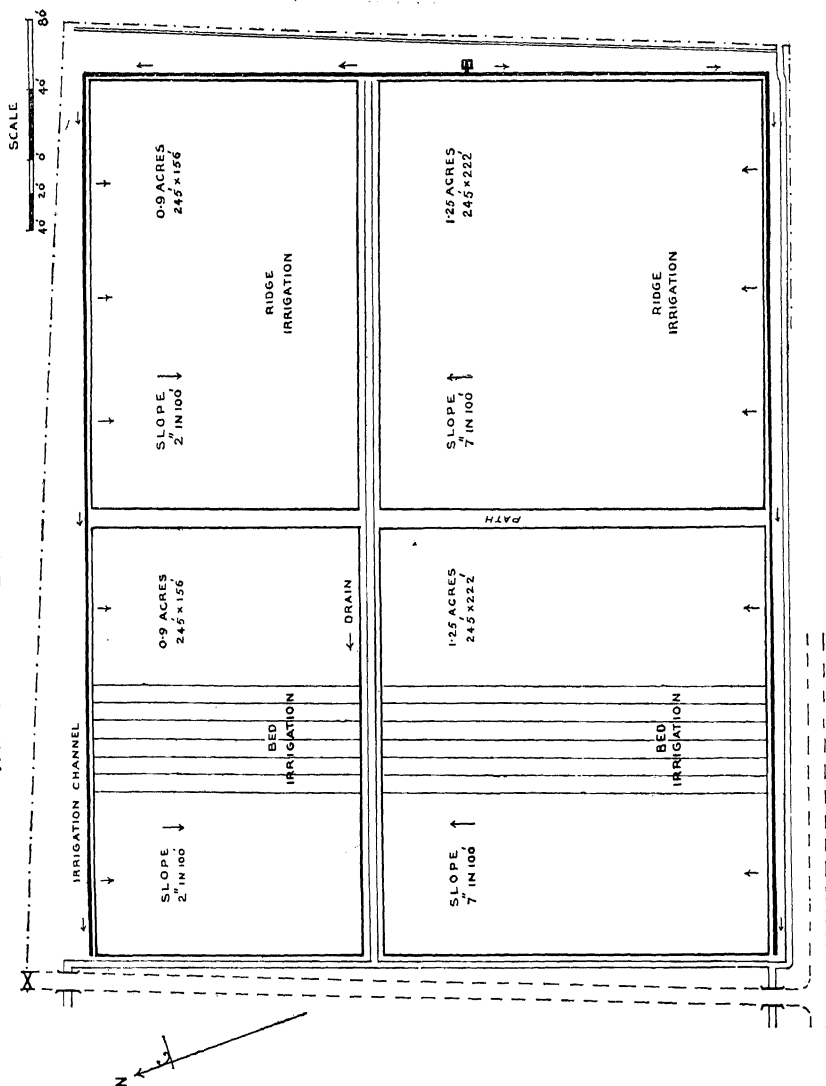 SCALE
40' 20' 0' 40' 80'
0·9 ACRES
245' × 156'
1·25 ACRES
245' × 222'
RIDGE
IRRIGATION
RIDGE
IRRIGATION
SLOPE
2" IN 100'
SLOPE
7" IN 100'
PATH
0·9 ACRES
245' × 156'
DRAIN
1·25 ACRES
245' × 222'
BED
IRRIGATION
BED
IRRIGATION
IRRIGATION CHANNEL
SLOPE
2" IN 100'
SLOPE
7" IN 100'
N